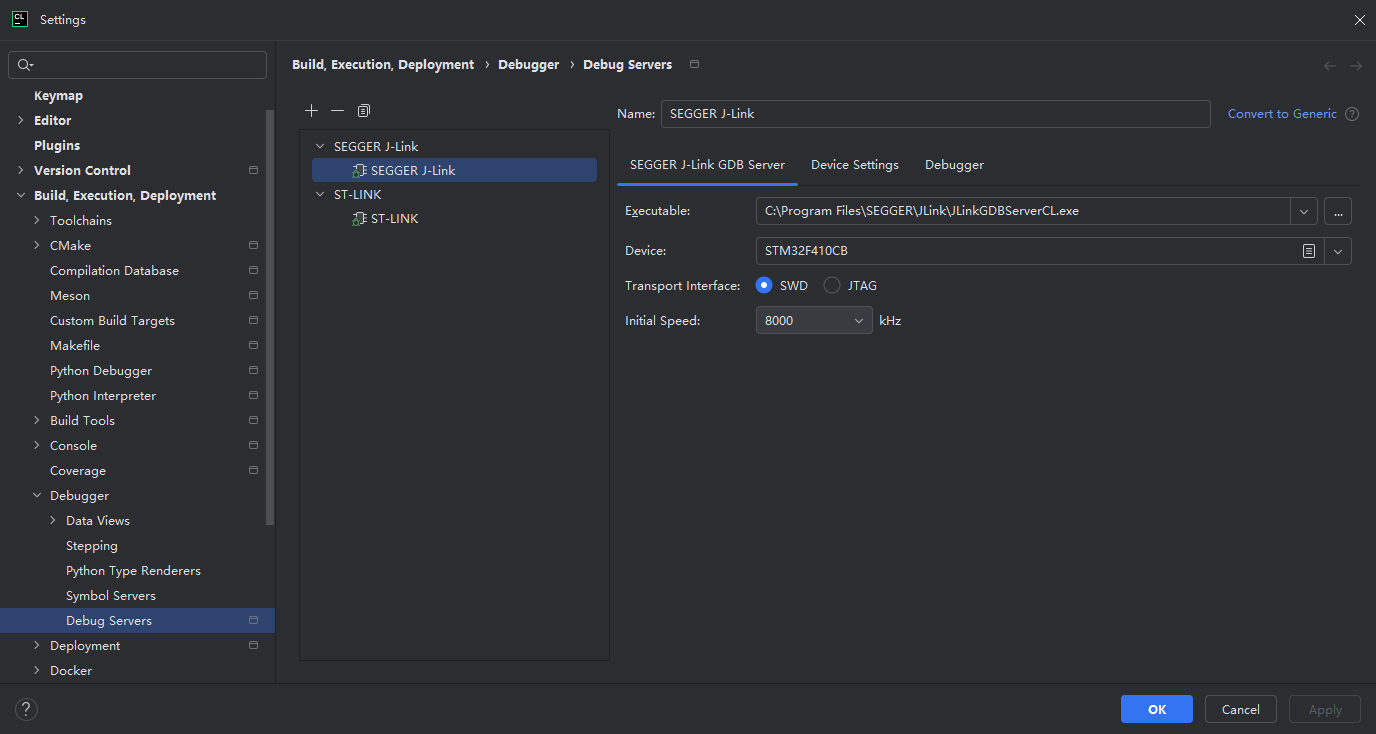 CL
Settings
Keymap
Editor
Plugins
Version Control
Build, Execution, Deployment
Toolchains
CMake
Compilation Database
Meson
Custom Build Targets
Makefile
Python Debugger
Python Interpreter
Build Tools
Console
Coverage
Debugger
Data Views
Stepping
Python Type Renderers
Symbol Servers
Debug Servers
Deployment
Docker
Build, Execution, Deployment › Debugger › Debug Servers
SEGGER J-Link
SEGGER J-Link
ST-LINK
ST-LINK
Name: SEGGER J-Link Convert to Generic ?
SEGGER J-Link GDB Server Device Settings Debugger
Executable: C:\Program Files\SEGGER\JLink\JLinkGDBServerCL.exe ...
Device: STM32F410CB
Transport Interface: SWD JTAG
Initial Speed: 8000 kHz
? OK Cancel Apply